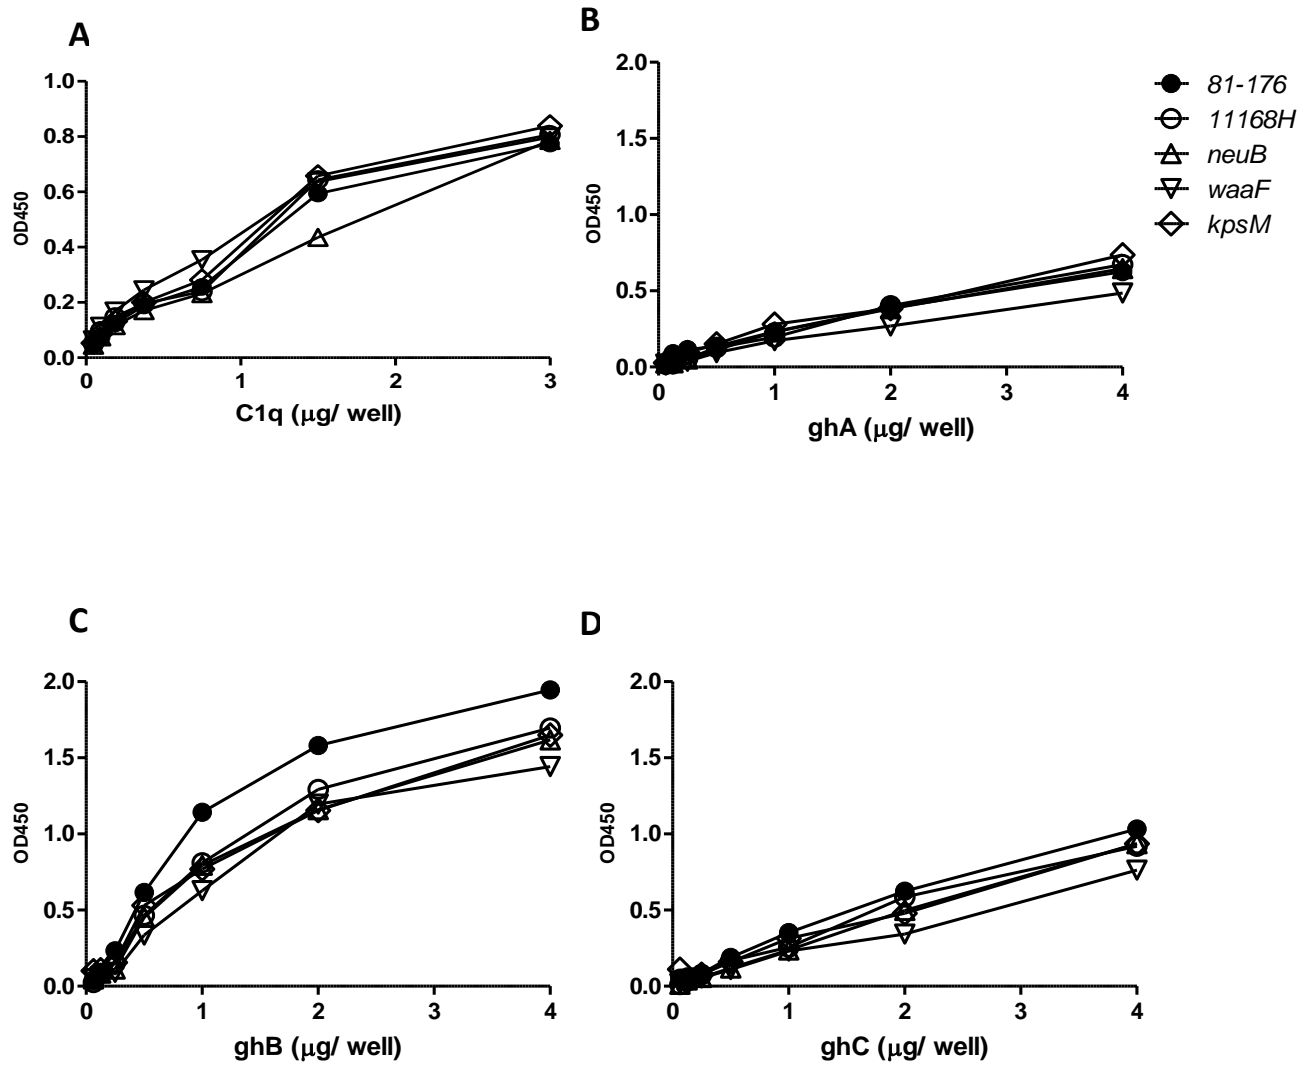 A
1.0
0.8
0.6
0.4
0.2
0.0
OD450
0 1 2 3
C1q (μg/ well)
B
2.0
1.5
1.0
0.5
0.0
OD450
0 1 2 3 4
ghA (μg/ well)
81-176
11168H
neuB
waaF
kpsM
C
2.0
1.5
1.0
0.5
0.0
OD450
0 1 2 3 4
ghB (μg/ well)
D
2.0
1.5
1.0
0.5
0.0
OD450
0 1 2 3 4
ghC (μg/ well)